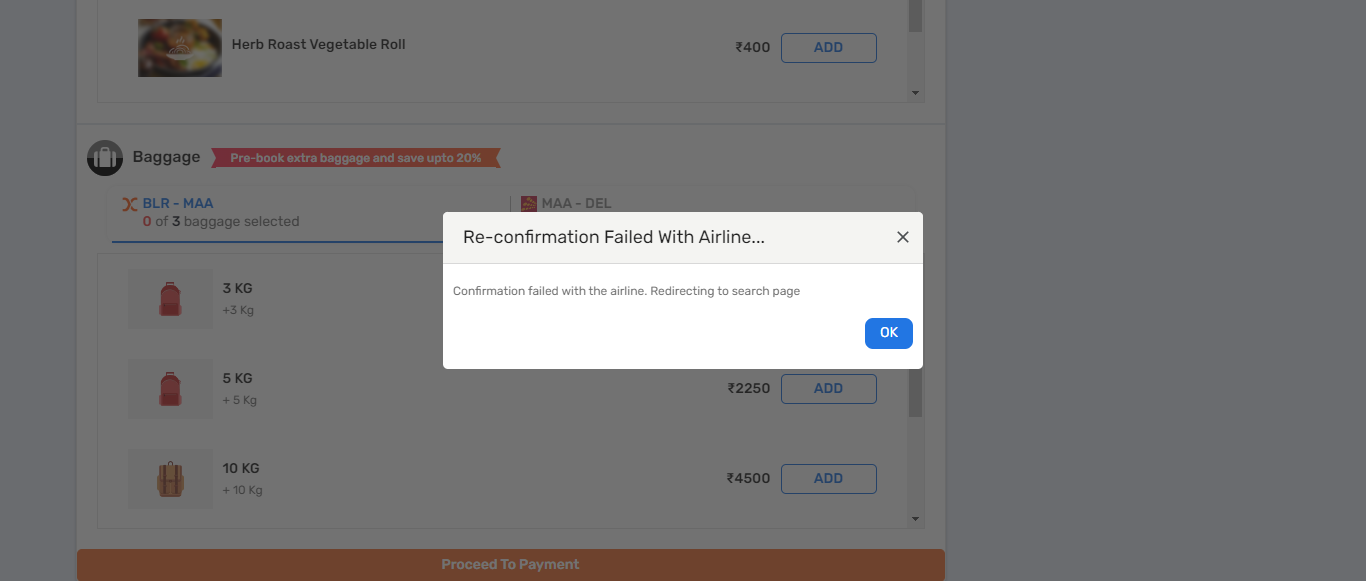 Herb Roast Vegetable Roll
₹400
ADD
Baggage
Pre-book extra baggage and save upto 20%
BLR - MAA
0 of 3 baggage selected
MAA - DEL
Re-confirmation Failed With Airline...
Confirmation failed with the airline. Redirecting to search page
OK
3 KG
+3 Kg
5 KG
+ 5 Kg
₹2250
ADD
10 KG
+ 10 Kg
₹4500
ADD
Proceed To Payment